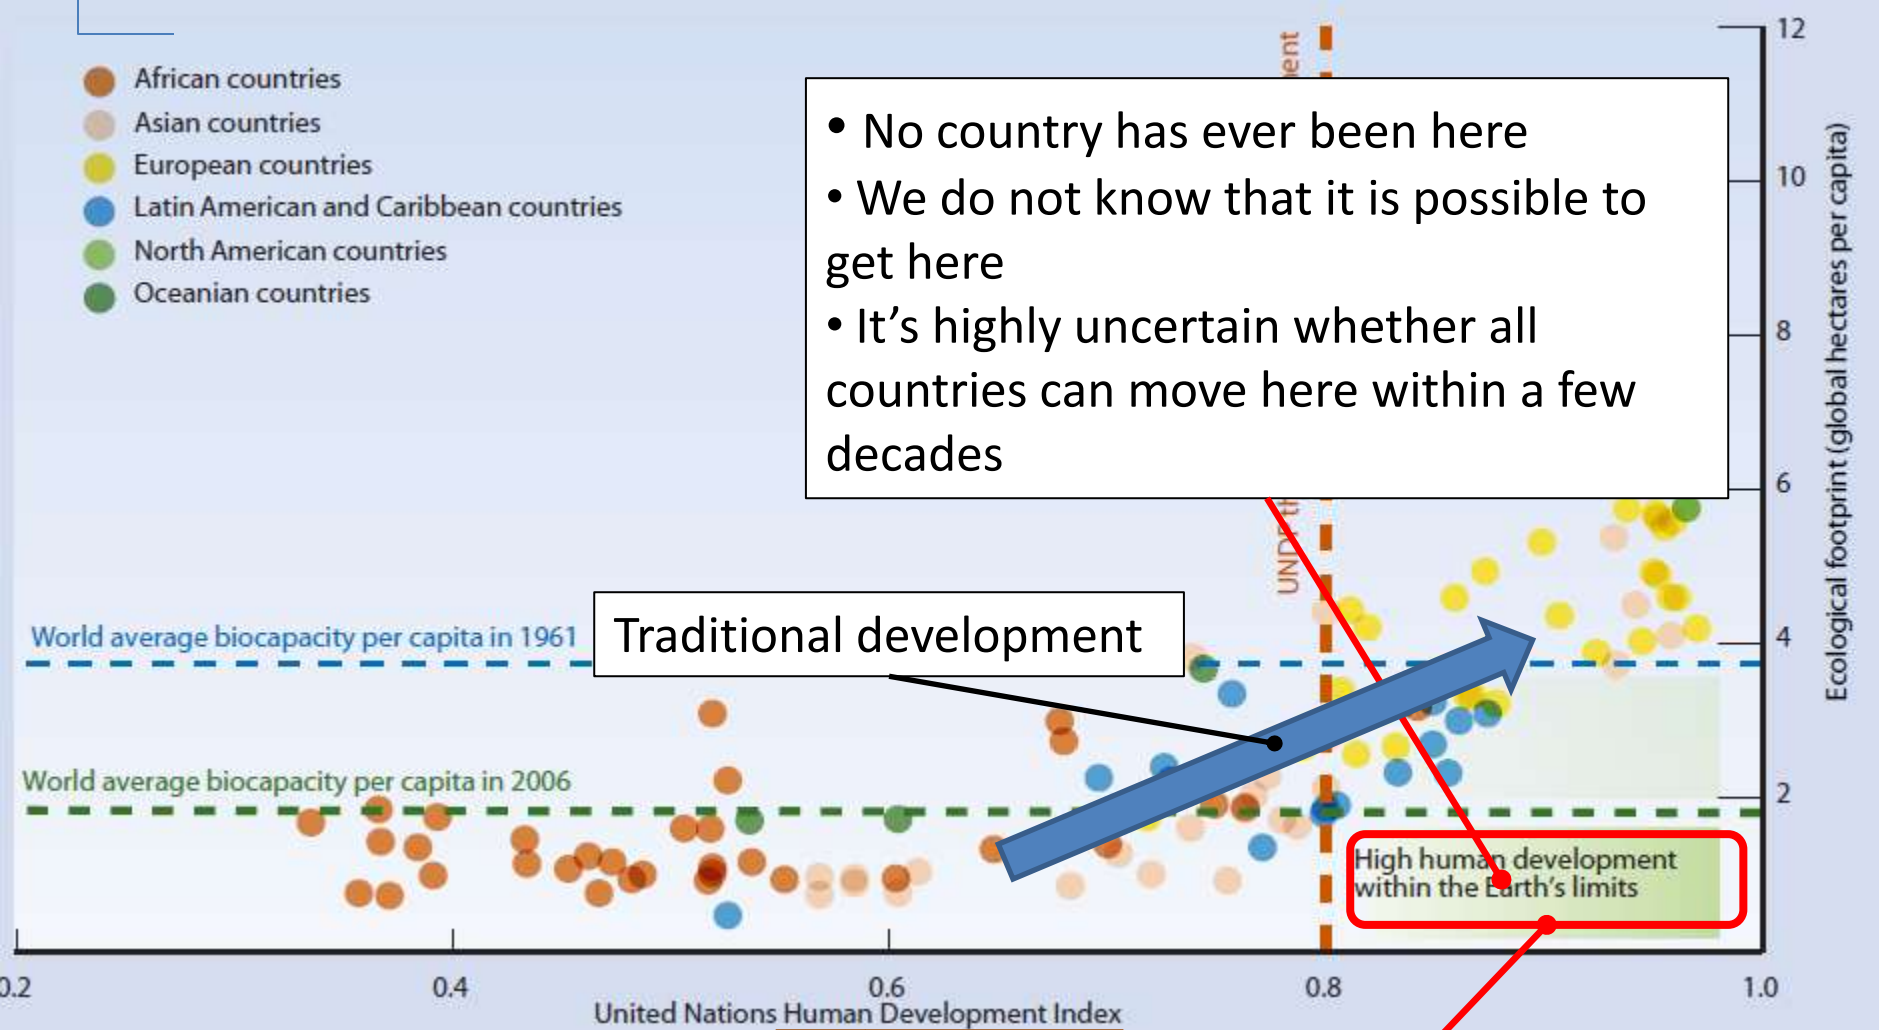 African countries
Asian countries
European countries
Latin American and Caribbean countries
North American countries
Oceanian countries
• No country has ever been here
• We do not know that it is possible to
get here
• It’s highly uncertain whether all
countries can move here within a few
decades
Traditional development
World average biocapacity per capita in 1961
World average biocapacity per capita in 2006
High human development
within the Earth’s limits
12
10
8
6
4
2
Ecological footprint (global hectares per capita)
0.2
0.4
0.6
0.8
1.0
United Nations Human Development Index